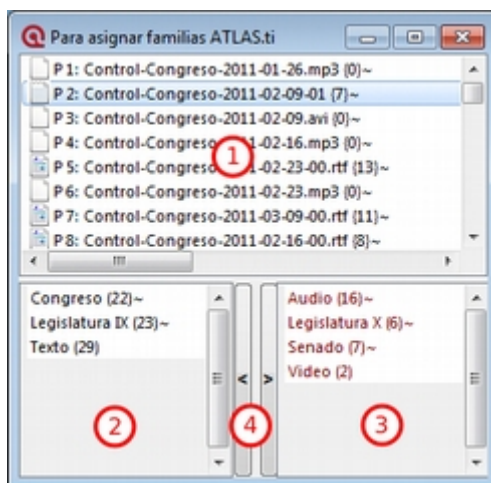 Para asignar familias ATLAS.ti
P 1: Control-Congreso-2011-01-26.mp3 {0}~
P 2: Control-Congreso-2011-02-09-01 {7}~
P 3: Control-Congreso-2011-02-09.avi {0}~
P 4: Control-Congreso-2011-02-16.mp3 {0}~
P 5: Control-Congreso-2011-02-23-00.rtf {13}~
P 6: Control-Congreso-2011-02-23.mp3 {0}~
P 7: Control-Congreso-2011-03-09-00.rtf {11}~
P 8: Control-Congreso-2011-02-16-00.rtf {8}~
1
Congreso (22)~
Legislatura IX (23)~
Texto (29)
2
< >
4
Audio (16)~
Legislatura X (6)~
Senado (7)~
Video (2)
3